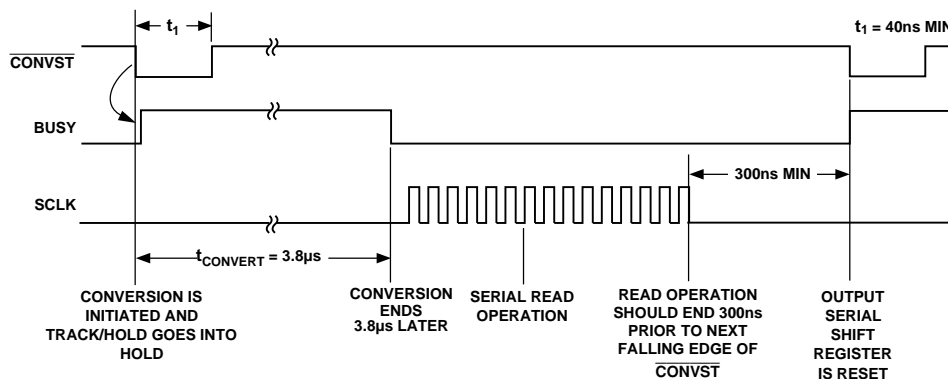 t1
t1 = 40ns MIN
CONVST
BUSY
300ns MIN
SCLK
tCONVERT = 3.8µs
CONVERSION IS
INITIATED AND
TRACK/HOLD GOES INTO
HOLD
CONVERSION
ENDS
3.8µs LATER
SERIAL READ
OPERATION
READ OPERATION
SHOULD END 300ns
PRIOR TO NEXT
FALLING EDGE OF
CONVST
OUTPUT
SERIAL
SHIFT
REGISTER
IS RESET